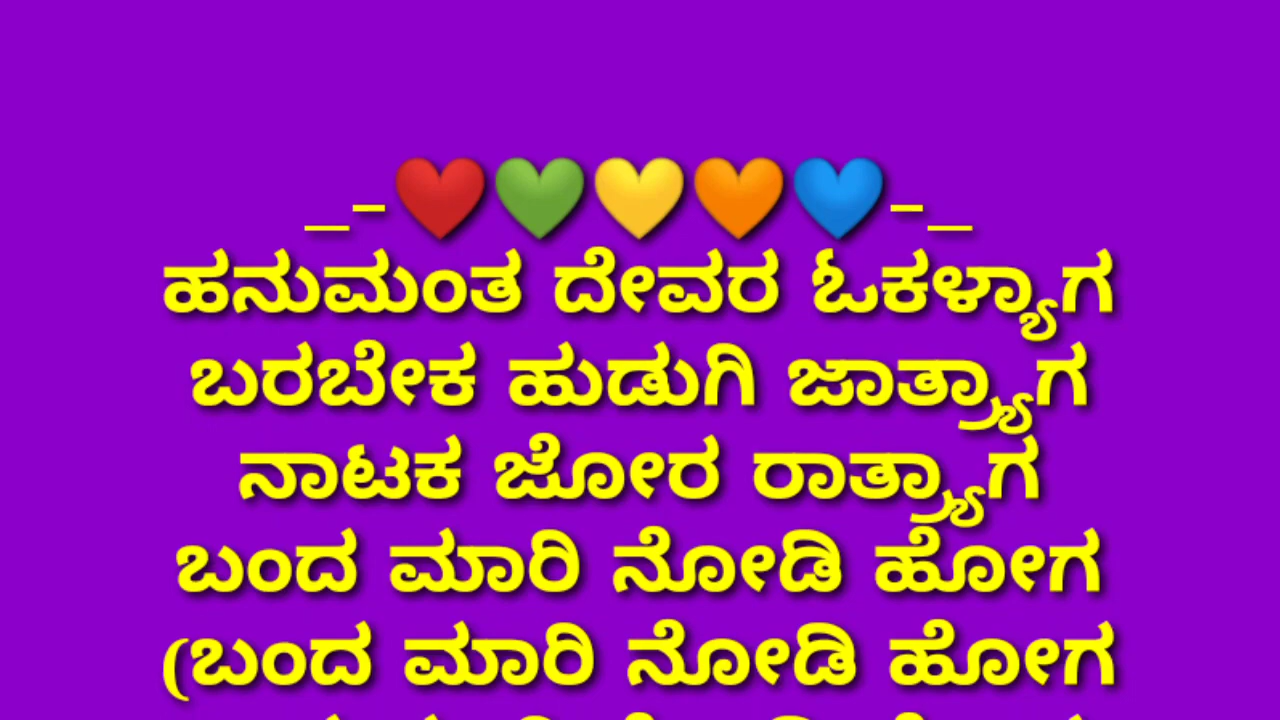 _-❤️💚💛🧡💙-_
ಹನುಮಂತ ದೇವರ ಓಕಳ್ಯಾಗ
ಬರಬೇಕ ಹುಡುಗಿ ಜಾತ್ರ್ಯಾಗ
ನಾಟಕ ಜೋರ ರಾತ್ರ್ಯಾಗ
ಬಂದ ಮಾರಿ ನೋಡಿ ಹೋಗ
(ಬಂದ ಮಾರಿ ನೋಡಿ ಹೋಗ